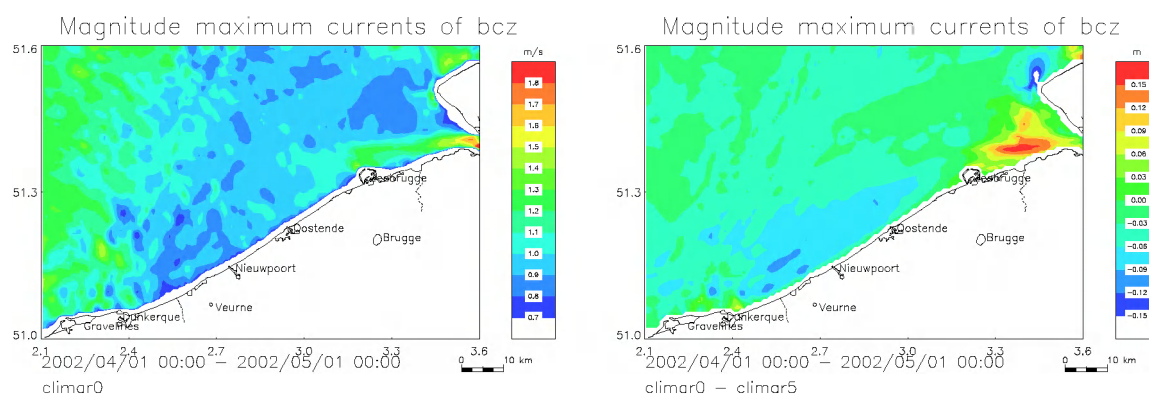 Magnitude maximum currents of bcz
51.6
51.3
51.0
2.1
2.4
2.7
3.0
3.3
3.6
m/s
1.8
1.7
1.6
1.5
1.4
1.3
1.2
1.1
1.0
0.9
0.8
0.7
Oostende
Brugge
Nieuwpoort
Veurne
Dunkerque
Gravelines
2002/04/01 00:00 – 2002/05/01 00:00
0 10 km
climar0
Magnitude maximum currents of bcz
51.6
51.3
51.0
2.1
2.4
2.7
3.0
3.3
3.6
m
0.15
0.12
0.09
0.06
0.03
0.00
−0.03
−0.06
−0.09
−0.12
−0.15
Oostende
Brugge
Nieuwpoort
Veurne
Dunkerque
Gravelines
2002/04/01 00:00 – 2002/05/01 00:00
0 10 km
climar0 – climar5